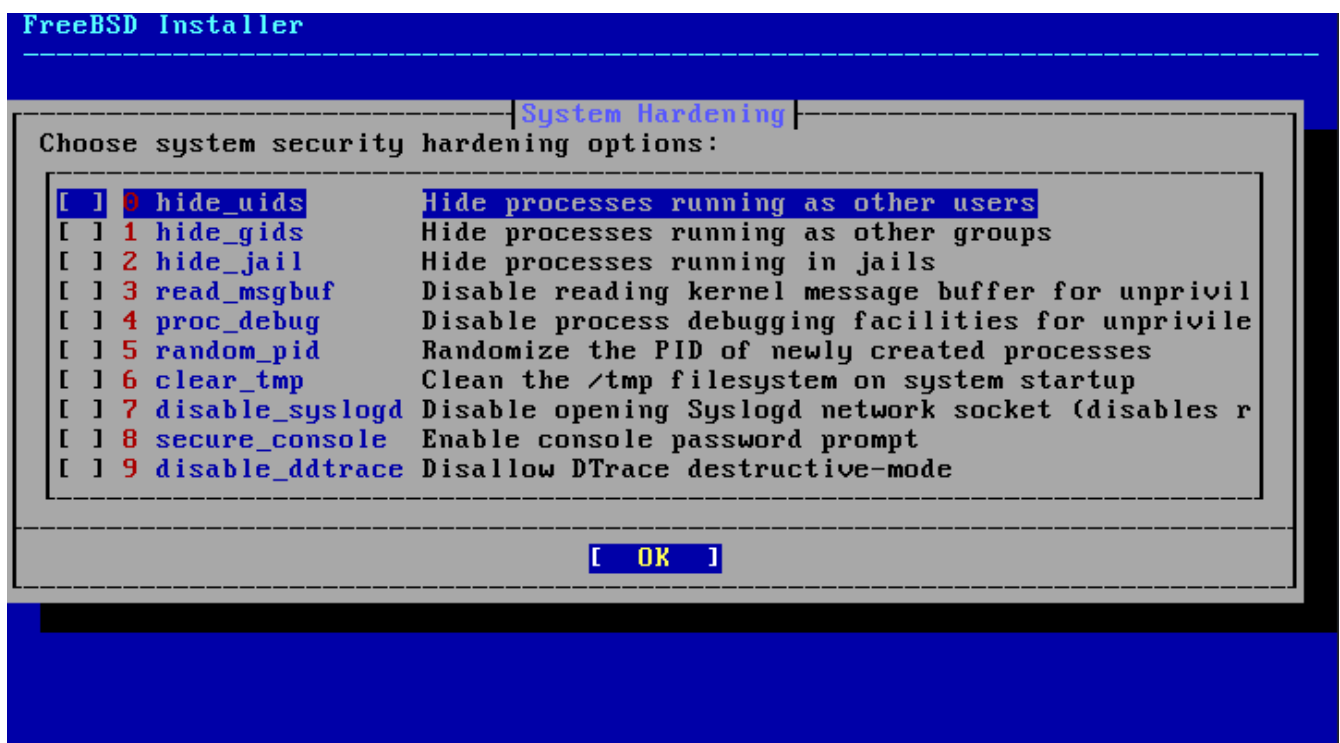 FreeBSD Installer
System Hardening
Choose system security hardening options:
[ ] 0 hide_uids Hide processes running as other users
[ ] 1 hide_gids Hide processes running as other groups
[ ] 2 hide_jail Hide processes running in jails
[ ] 3 read_msgbuf Disable reading kernel message buffer for unprivil
[ ] 4 proc_debug Disable process debugging facilities for unprivile
[ ] 5 random_pid Randomize the PID of newly created processes
[ ] 6 clear_tmp Clean the /tmp filesystem on system startup
[ ] 7 disable_syslogd Disable opening Syslogd network socket (disables r
[ ] 8 secure_console Enable console password prompt
[ ] 9 disable_ddtrace Disallow DTrace destructive-mode
[ OK ]